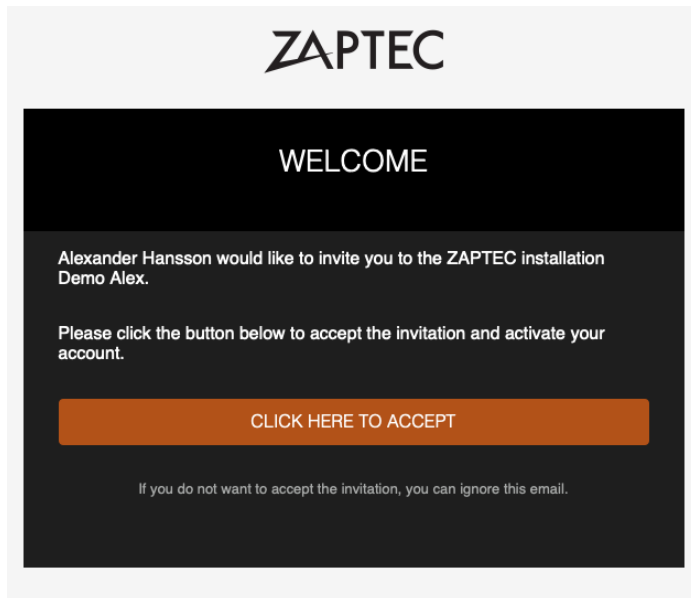 ZAPTEC
WELCOME
Alexander Hansson would like to invite you to the ZAPTEC installation
Demo Alex.
Please click the button below to accept the invitation and activate your
account.
CLICK HERE TO ACCEPT
If you do not want to accept the invitation, you can ignore this email.